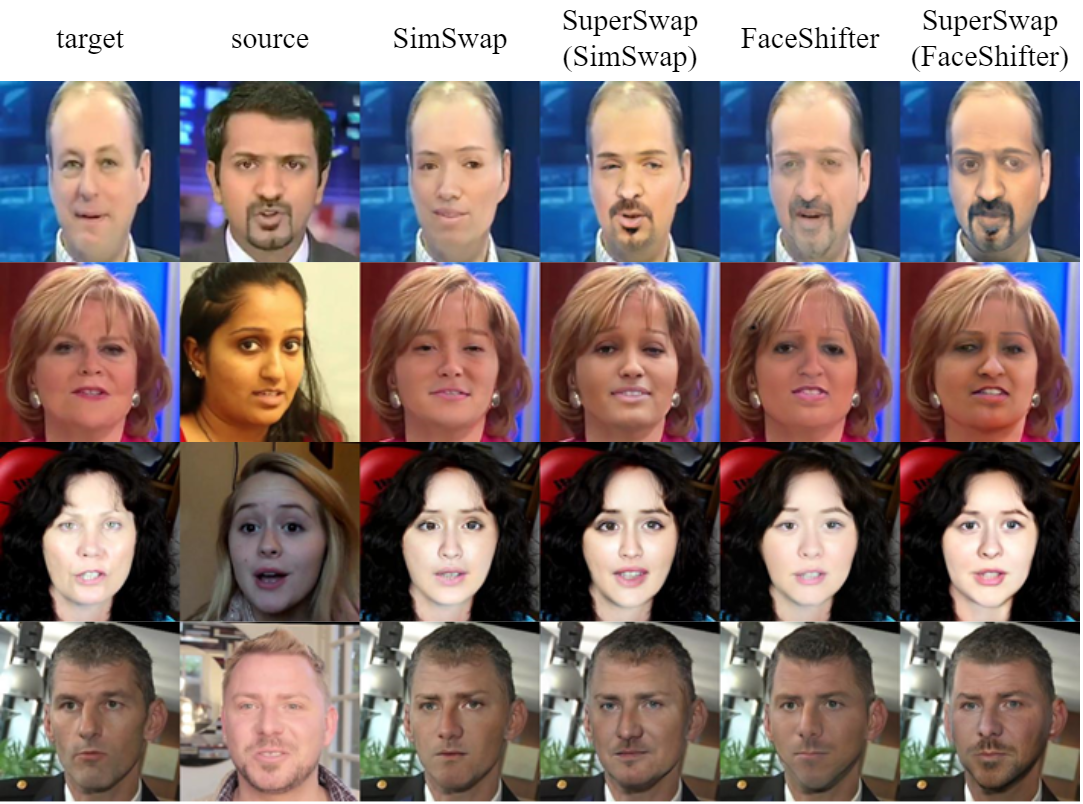 target
source
SimSwap
SuperSwap
(SimSwap)
FaceShifter
SuperSwap
(FaceShifter)